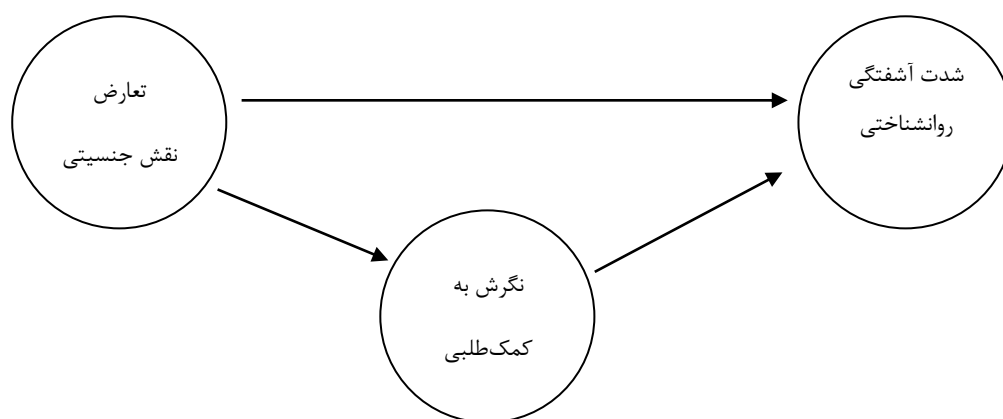 تعارض
نقش جنسیتی
شدت آشفتگی
روانشناختی
نگرش به
کمک‌طلبی